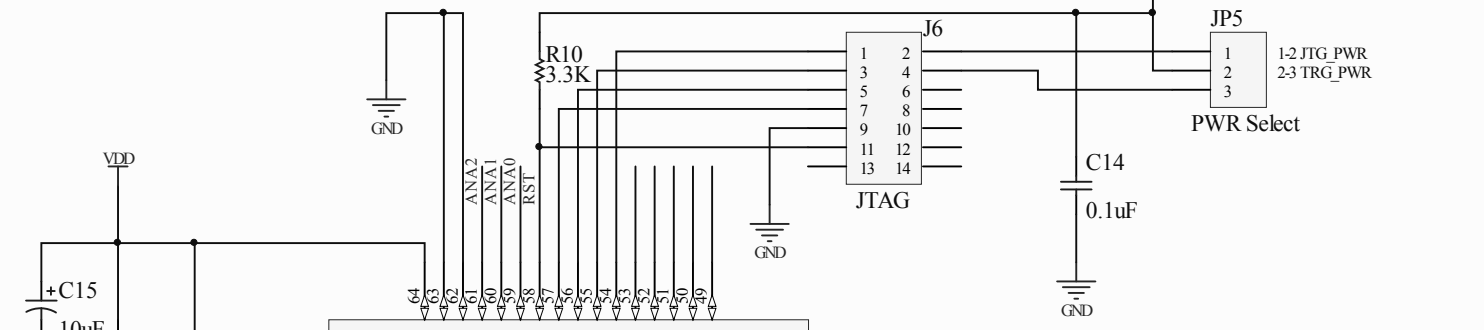 J6
JP5
R10
3.3K
1 2
3 4
5 6
7 8
9 10
11 12
13 14
JTAG
1
2
3
1-2 JTG_PWR
2-3 TRG_PWR
PWR Select
GND
VDD
ANA2
ANA1
ANA0
RST
C14
0.1uF
GND
GND
+C15
10uF
64
63
62
61
60
59
58
57
56
55
54
53
52
51
50
49